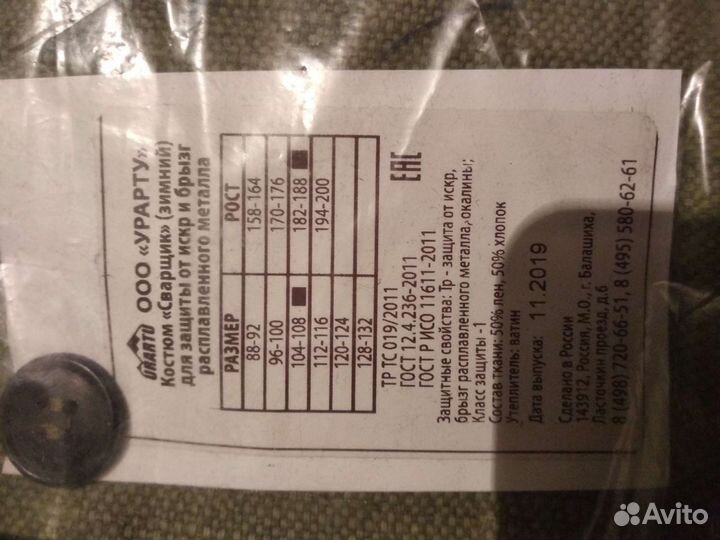 URARTU
ООО «УРАРТУ»
Костюм «Сварщик» (зимний)
для защиты от искр и брызг
расплавленного металла
РАЗМЕР РОСТ
88-92 158-164
96-100 170-176
104-108 182-188
112-116 194-200
120-124
128-132
ТР ТС 019/2011
ГОСТ 12.4.236-2011
ГОСТ Р ИСО 11611-2011
ЕАС
Защитные свойства: Тр - защита от искр,
брызг расплавленного металла, окалины;
Класс защиты - 1
Состав ткани: 50% лен, 50% хлопок
Утеплитель: ватин
Дата выпуска: 11.2019
Сделано в России
143912, Россия, М.О., г. Балашиха,
Ласточкин проезд, д.6
8 (498) 720-66-51, 8 (495) 580-62-61
Avito